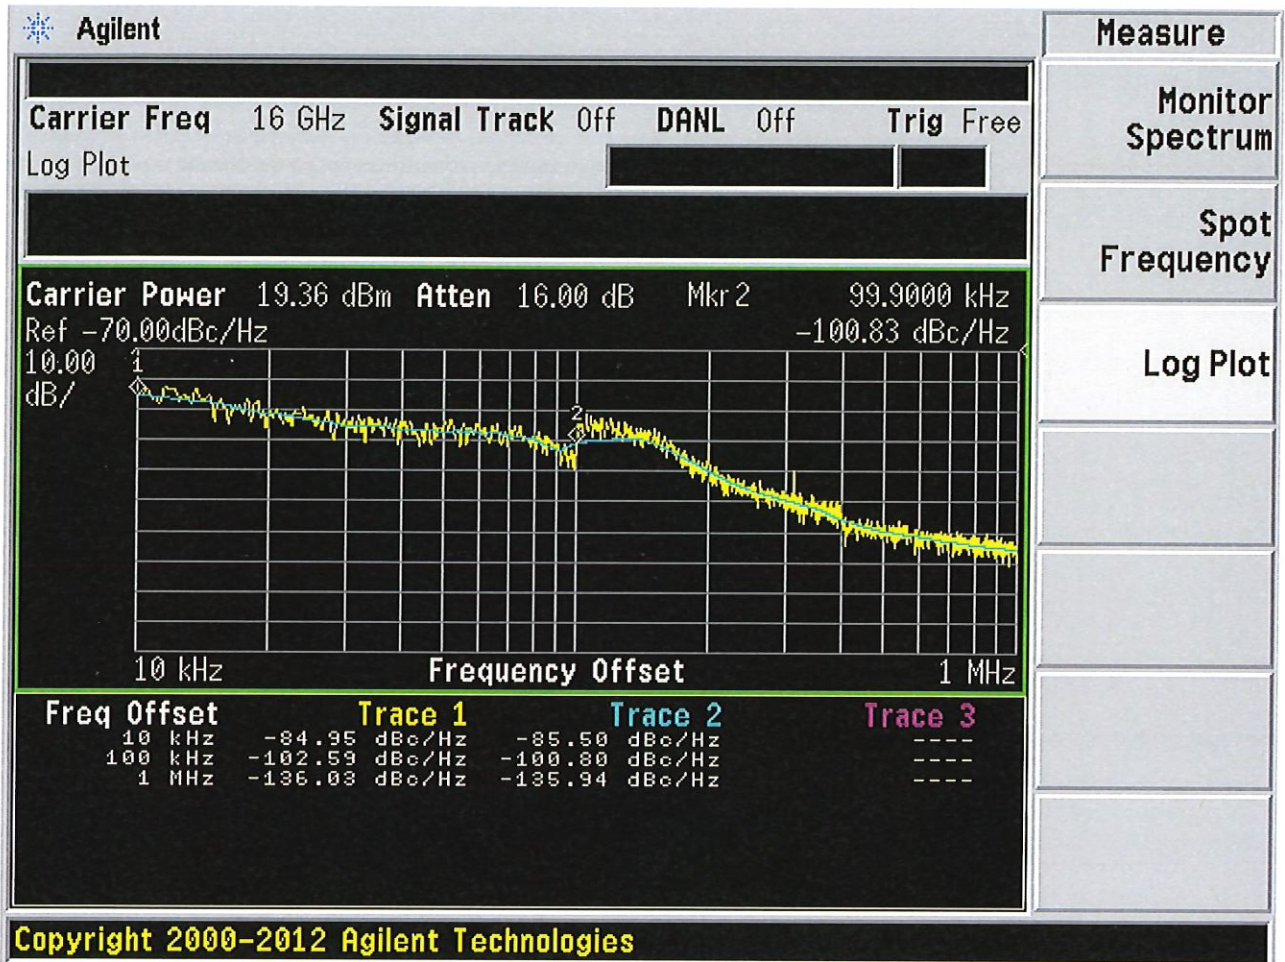 Agilent
Measure
Monitor
Spectrum
Spot
Frequency
Log Plot
Carrier Freq 16 GHz Signal Track Off DANL Off Trig Free
Log Plot
Carrier Power 19.36 dBm Atten 16.00 dB Mkr 2 99.9000 kHz
Ref -70.00dBc/Hz -100.83 dBc/Hz
10.00
dB/
1
2
10 kHz Frequency Offset 1 MHz
Freq Offset Trace 1 Trace 2 Trace 3
10 kHz -84.95 dBc/Hz -85.50 dBc/Hz ----
100 kHz -102.59 dBc/Hz -100.80 dBc/Hz ----
1 MHz -136.03 dBc/Hz -135.94 dBc/Hz ----
Copyright 2000-2012 Agilent Technologies